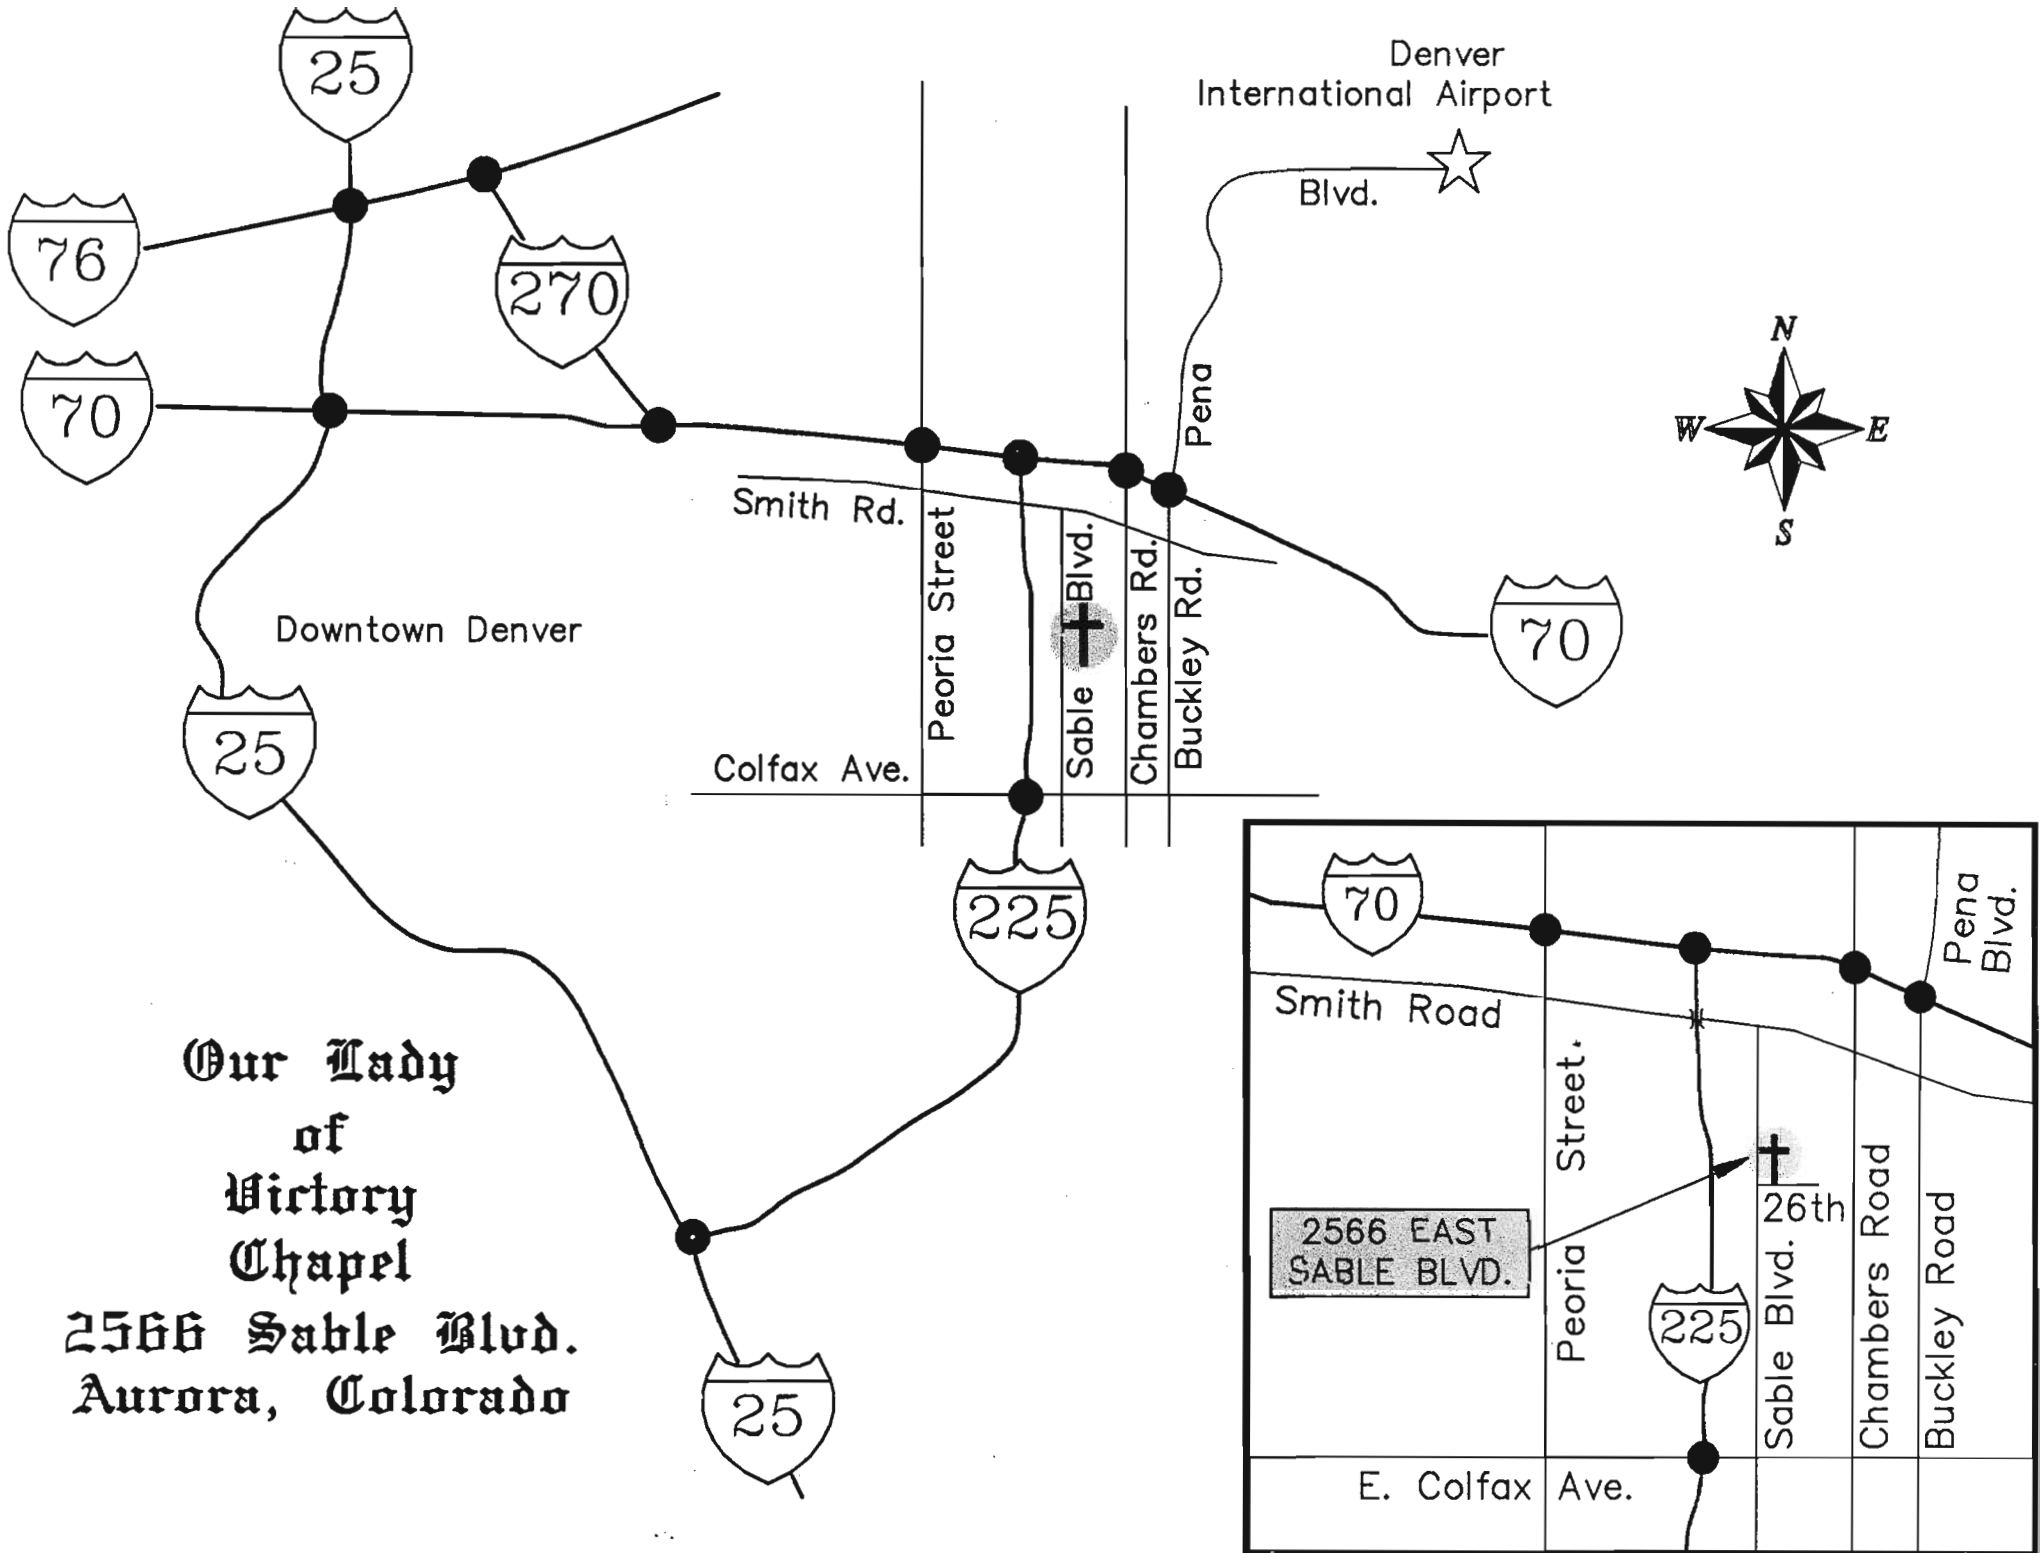 25
Denver
International Airport
Blvd.
76
270
N
70
Pena
W
E
Smith Rd.
S
Peoria Street
Sable Blvd.
Chambers Rd.
Buckley Rd.
Downtown Denver
70
25
Colfax Ave.
225
70
Pena
Blvd.
Smith Road
Our Lady
of
Victory
Chapel
2566 Sable Blvd.
Aurora, Colorado
Peoria Street.
26th
2566 EAST
SABLE BLVD.
225
Sable Blvd.
Chambers Road
Buckley Road
25
E. Colfax Ave.